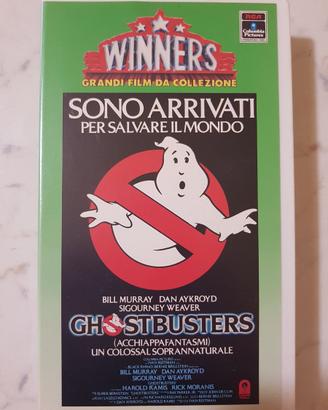 WINNERS
GRANDI FILM DA COLLEZIONE
RCA
Columbia
Pictures
SONO ARRIVATI
PER SALVARE IL MONDO
BILL MURRAY DAN AYKROYD
SIGOURNEY WEAVER
GHOSTBUSTERS
(ACCHIAPPAFANTASMI)
UN COLOSSAL SOPRANNATURALE
BILL MURRAY DAN AYKROYD
SIGOURNEY WEAVER
GHOSTBUSTERS
HAROLD RAMIS RICK MORANIS